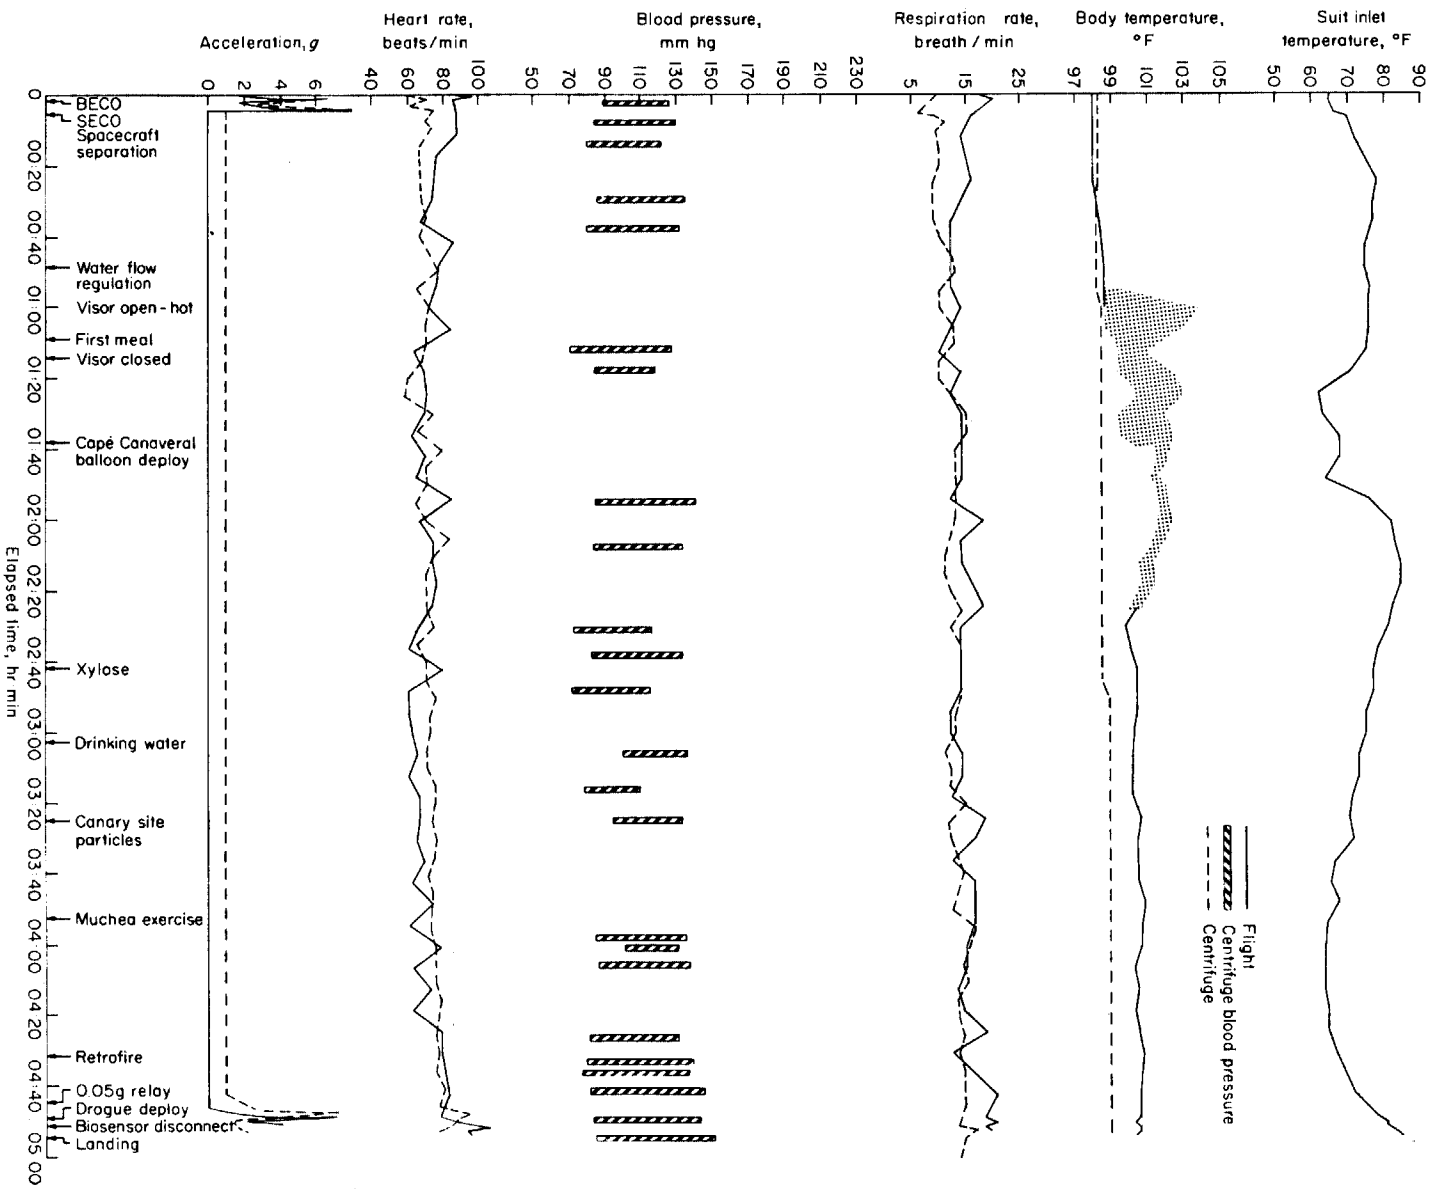 Acceleration, g
Heart rate,
beats/min
Blood pressure,
mm hg
Respiration rate,
breath / min
Body temperature,
°F
Suit inlet
temperature, °F
0 2 4 6
40 60 80 100
50 70 90 110 130 150 170 190 210 230
5 15 25
97 99 101 103 105
50 60 70 80 90
0
BECO
SECO
Spacecraft
separation
00:20
00:40
Water flow
regulation
Visor open-hot
01:00
First meal
Visor closed
01:20
Capé Canaveral
balloon deploy
01:40
02:00
02:20
Xylose
02:40
Drinking water
03:00
03:20
Canary site
particles
03:40
Muchea exercise
04:00
04:20
Retrofire
0.05g relay
04:40
Drogue deploy
Biosensor disconnect
Landing
05 00
Elapsed time, hr min
Flight
Centrifuge blood pressure
Centrifuge